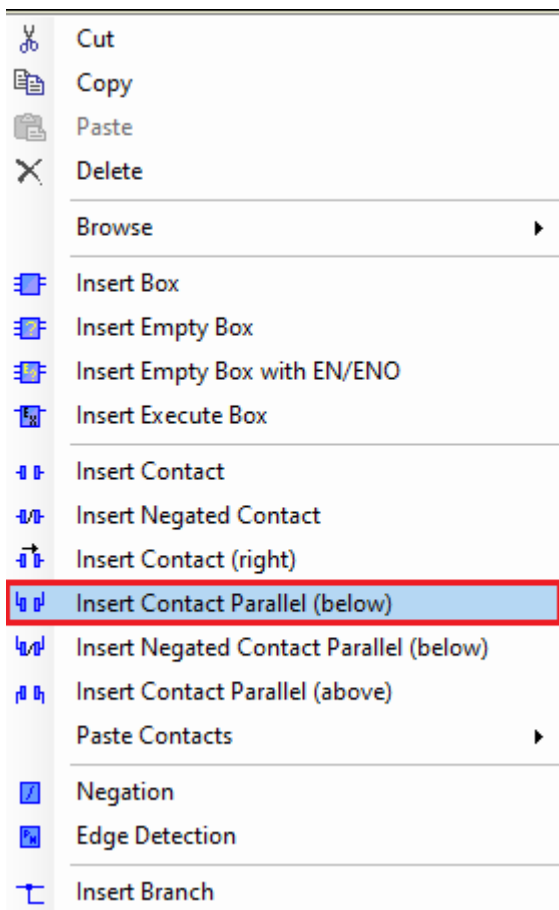 Cut
Copy
Paste
Delete
Browse
Insert Box
Insert Empty Box
Insert Empty Box with EN/ENO
Insert Execute Box
Insert Contact
Insert Negated Contact
Insert Contact (right)
Insert Contact Parallel (below)
Insert Negated Contact Parallel (below)
Insert Contact Parallel (above)
Paste Contacts
Negation
Edge Detection
Insert Branch